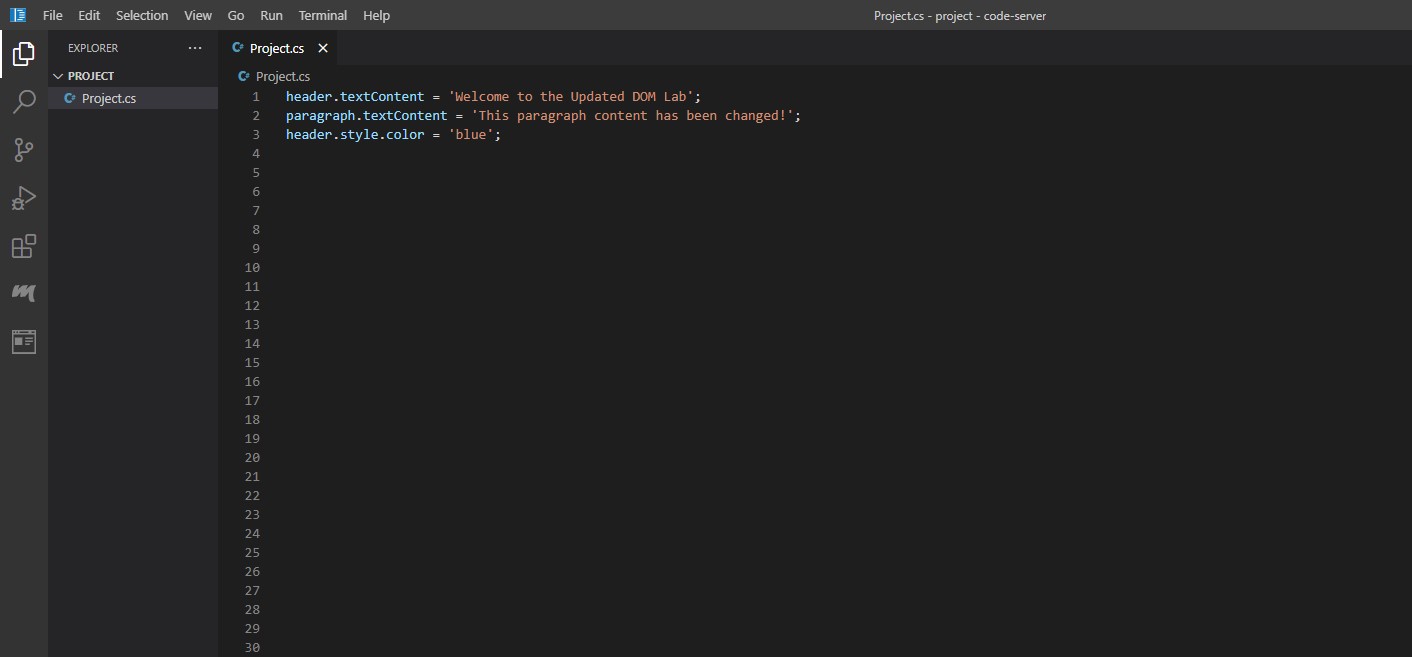 File Edit Selection View Go Run Terminal Help
Project.cs - project - code-server
EXPLORER ···
PROJECT
C# Project.cs
C# Project.cs ×
C# Project.cs
1 header.textContent = 'Welcome to the Updated DOM Lab';
2 paragraph.textContent = 'This paragraph content has been changed!';
3 header.style.color = 'blue';
4
5
6
7
8
9
10
11
12
13
14
15
16
17
18
19
20
21
22
23
24
25
26
27
28
29
30